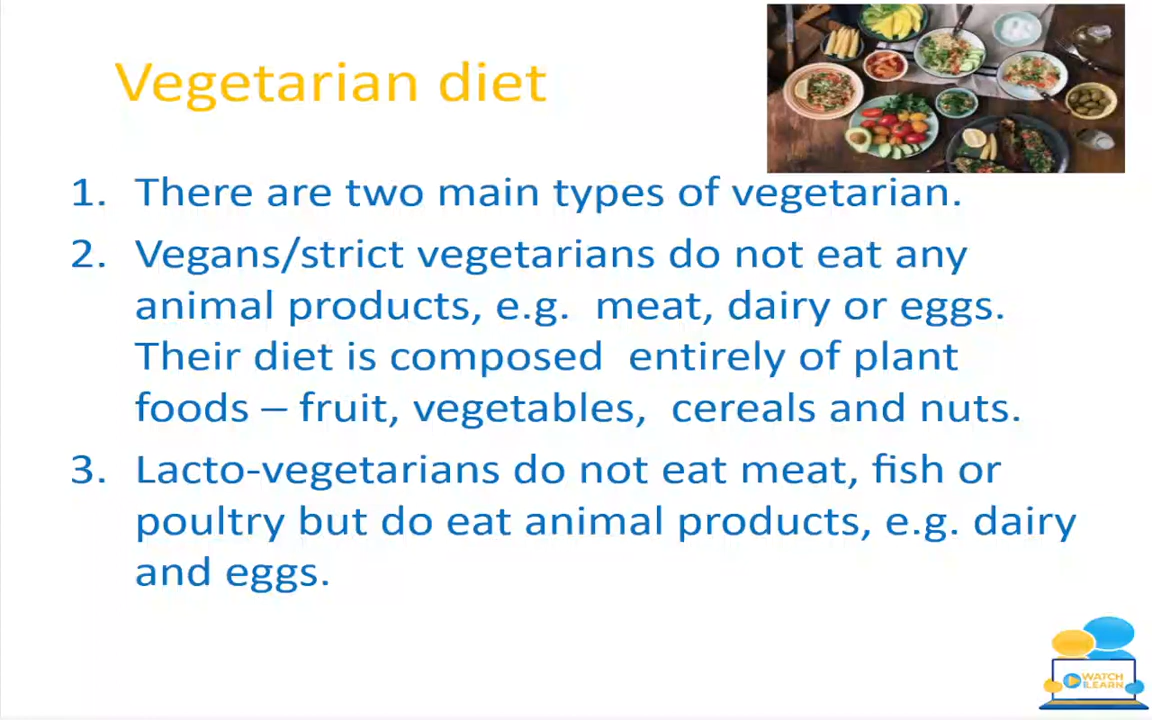 Vegetarian diet
1. There are two main types of vegetarian.
2. Vegans/strict vegetarians do not eat any
animal products, e.g. meat, dairy or eggs.
Their diet is composed entirely of plant
foods – fruit, vegetables, cereals and nuts.
3. Lacto-vegetarians do not eat meat, fish or
poultry but do eat animal products, e.g. dairy
and eggs.
WATCH
LEARN